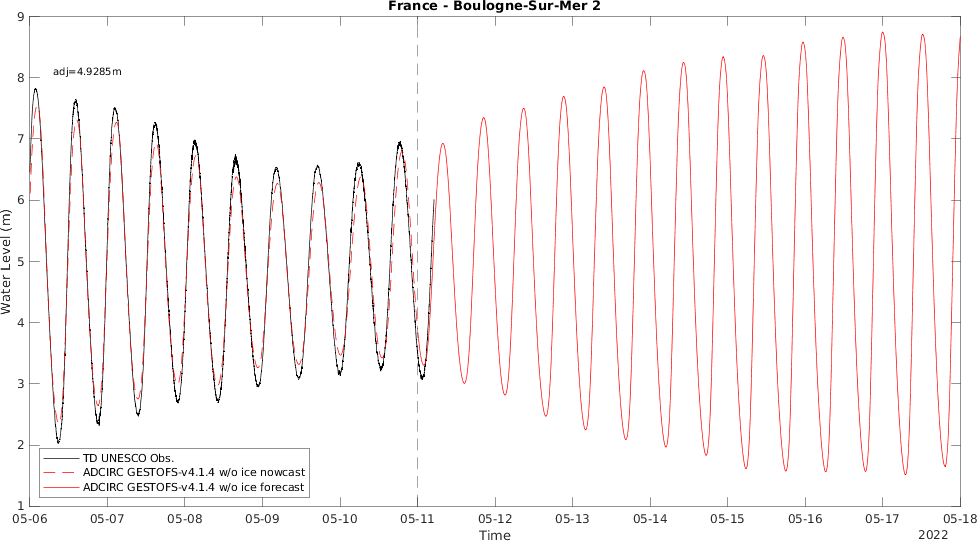 France - Boulogne-Sur-Mer 2
adj=4.9285m
9
8
7
6
5
4
3
2
1
Water Level (m)
TD UNESCO Obs.
ADCIRC GESTOFS-v4.1.4 w/o ice nowcast
ADCIRC GESTOFS-v4.1.4 w/o ice forecast
05-06 05-07 05-08 05-09 05-10 05-11 05-12 05-13 05-14 05-15 05-16 05-17 05-18
Time
2022